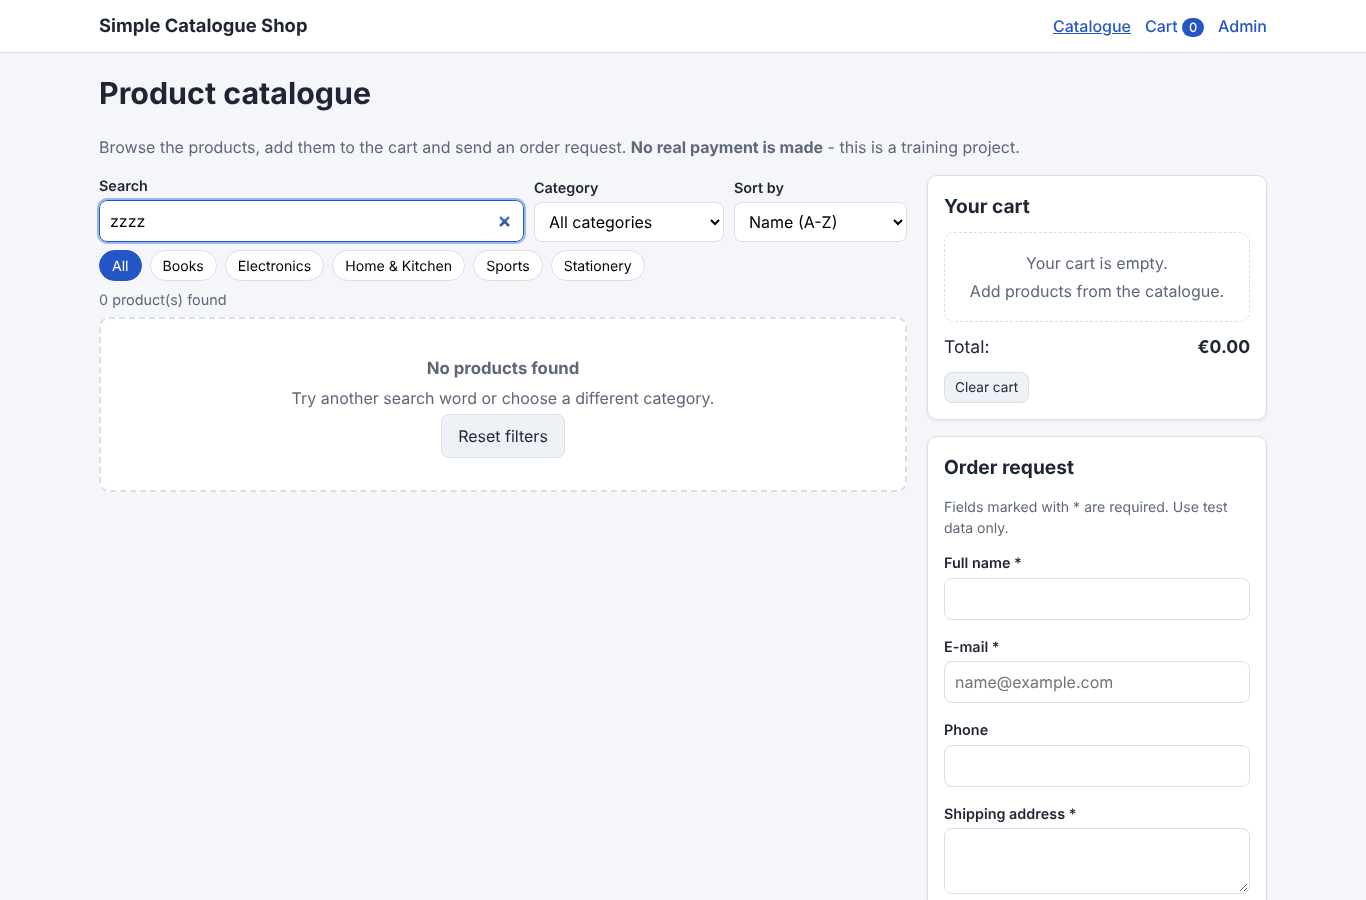 Simple Catalogue Shop
Catalogue Cart 0 Admin
Product catalogue
Browse the products, add them to the cart and send an order request. No real payment is made - this is a training project.
Search
zzzz
Category
All categories
Sort by
Name (A-Z)
All Books Electronics Home & Kitchen Sports Stationery
0 product(s) found
No products found
Try another search word or choose a different category.
Reset filters
Your cart
Your cart is empty.
Add products from the catalogue.
Total: €0.00
Clear cart
Order request
Fields marked with * are required. Use test
data only.
Full name *
E-mail *
name@example.com
Phone
Shipping address *